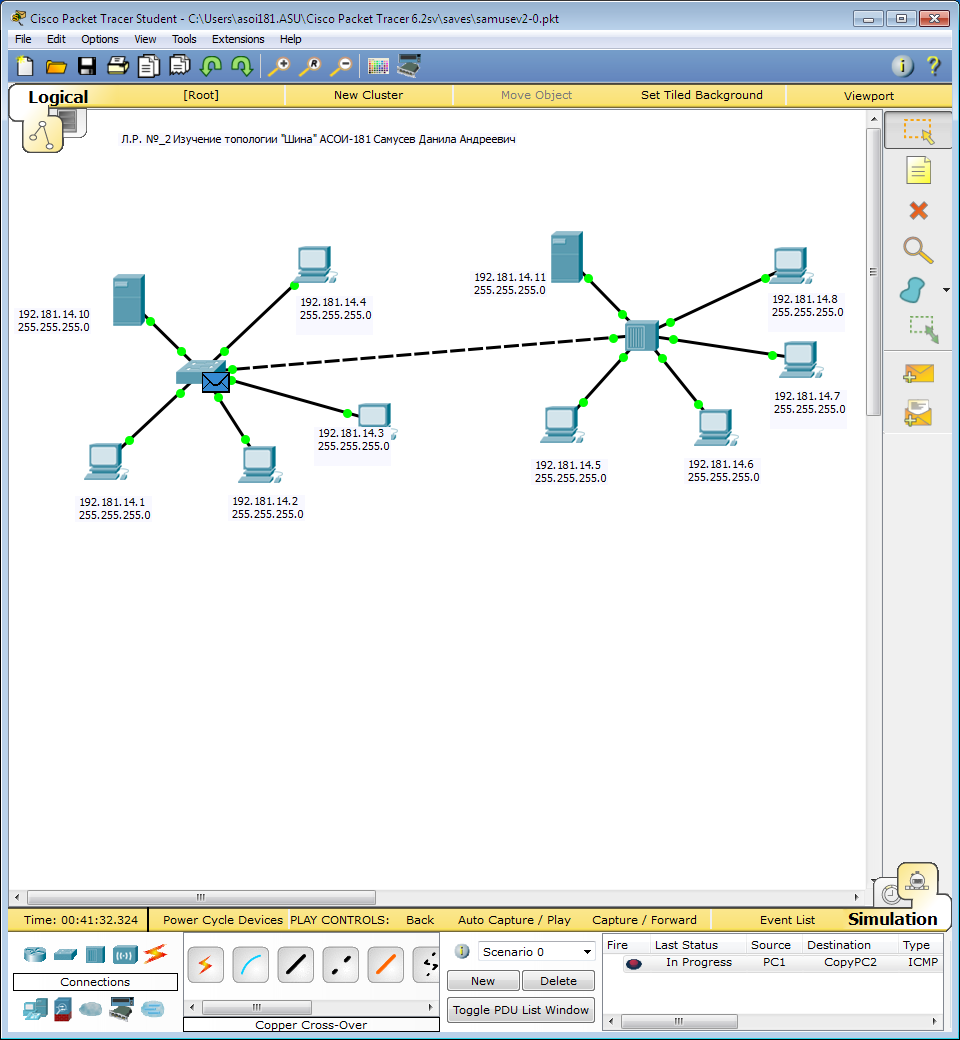 Cisco Packet Tracer Student - C:\Users\asoi181.ASU\Cisco Packet Tracer 6.2sv\saves\samusev2-0.pkt
File Edit Options View Tools Extensions Help
Logical [Root] New Cluster Move Object Set Tiled Background Viewport
Л.Р. №_2 Изучение топологии "Шина" АСОИ-181 Самусев Данила Андреевич
192.181.14.10
255.255.255.0
192.181.14.4
255.255.255.0
192.181.14.11
255.255.255.0
192.181.14.8
255.255.255.0
192.181.14.3
255.255.255.0
192.181.14.7
255.255.255.0
192.181.14.1
255.255.255.0
192.181.14.2
255.255.255.0
192.181.14.5
255.255.255.0
192.181.14.6
255.255.255.0
Time: 00:41:32.324 Power Cycle Devices PLAY CONTROLS: Back Auto Capture / Play Capture / Forward Event List Simulation
Connections
Copper Cross-Over
Scenario 0
New Delete
Toggle PDU List Window
Fire Last Status Source Destination Type
In Progress PC1 CopyPC2 ICMP